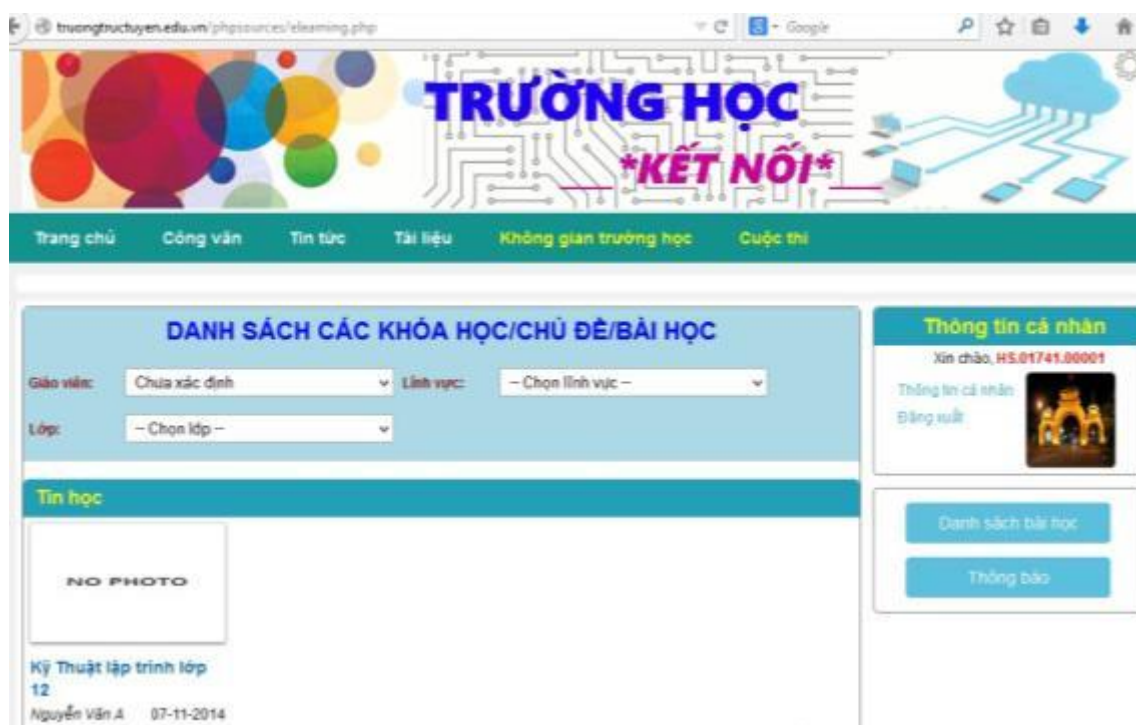 truongtructuyen.edu.vn/phpsources/elearning.php
Google
TRƯỜNG HỌC
*KẾT NỐI*
Trang chủ Công văn Tin tức Tài liệu Không gian trường học Cuộc thi
DANH SÁCH CÁC KHÓA HỌC/CHỦ ĐỀ/BÀI HỌC
Giáo viên: Chưa xác định Lĩnh vực: -- Chọn lĩnh vực --
Lớp: -- Chọn lớp --
Thông tin cá nhân
Xin chào, HS.01741.00001
Thông tin cá nhân
Đăng xuất
Danh sách bài học
Thông báo
Tin học
NO PHOTO
Kỹ Thuật lập trình lớp
12
Nguyễn Văn A 07-11-2014